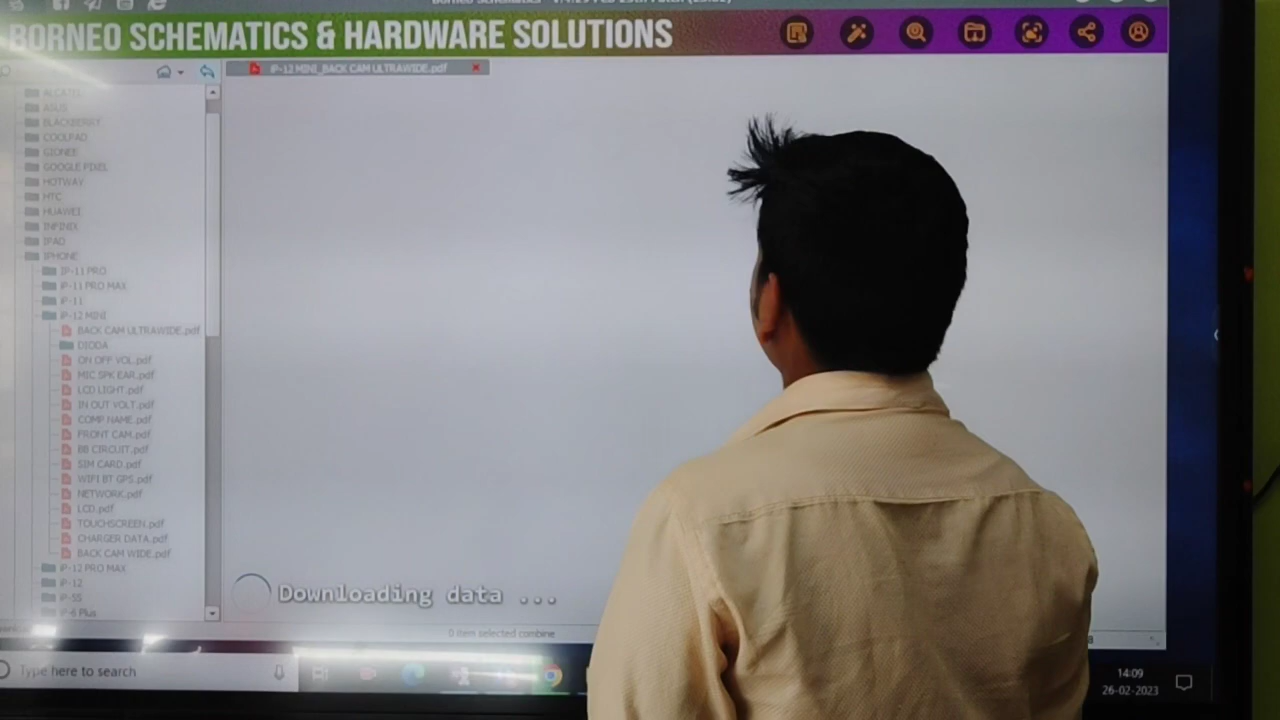 BORNEO SCHEMATICS & HARDWARE SOLUTIONS
IP-12 MINI_BACK CAM ULTRAWIDE.pdf
ALCATEL
ASUS
BLACKBERRY
COOLPAD
GIONEE
GOOGLE PIXEL
HOTWAV
HTC
HUAWEI
INFINIX
IPAD
IPHONE
IP-11 PRO
IP-11 PRO MAX
IP-11
IP-12 MINI
BACK CAM ULTRAWIDE.pdf
DIODA
ON OFF VOL.pdf
MIC SPK EAR.pdf
LCD LIGHT.pdf
IN OUT VOLT.pdf
COMP NAME.pdf
FRONT CAM.pdf
BB CIRCUIT.pdf
SIM CARD.pdf
WIFI BT GPS.pdf
NETWORK.pdf
LCD.pdf
TOUCHSCREEN.pdf
CHARGER DATA.pdf
BACK CAM WIDE.pdf
IP-12 PRO MAX
IP-12
IP-5S
IP-6 Plus
Downloading data ...
0 item selected combine
Type here to search
14:09
26-02-2023